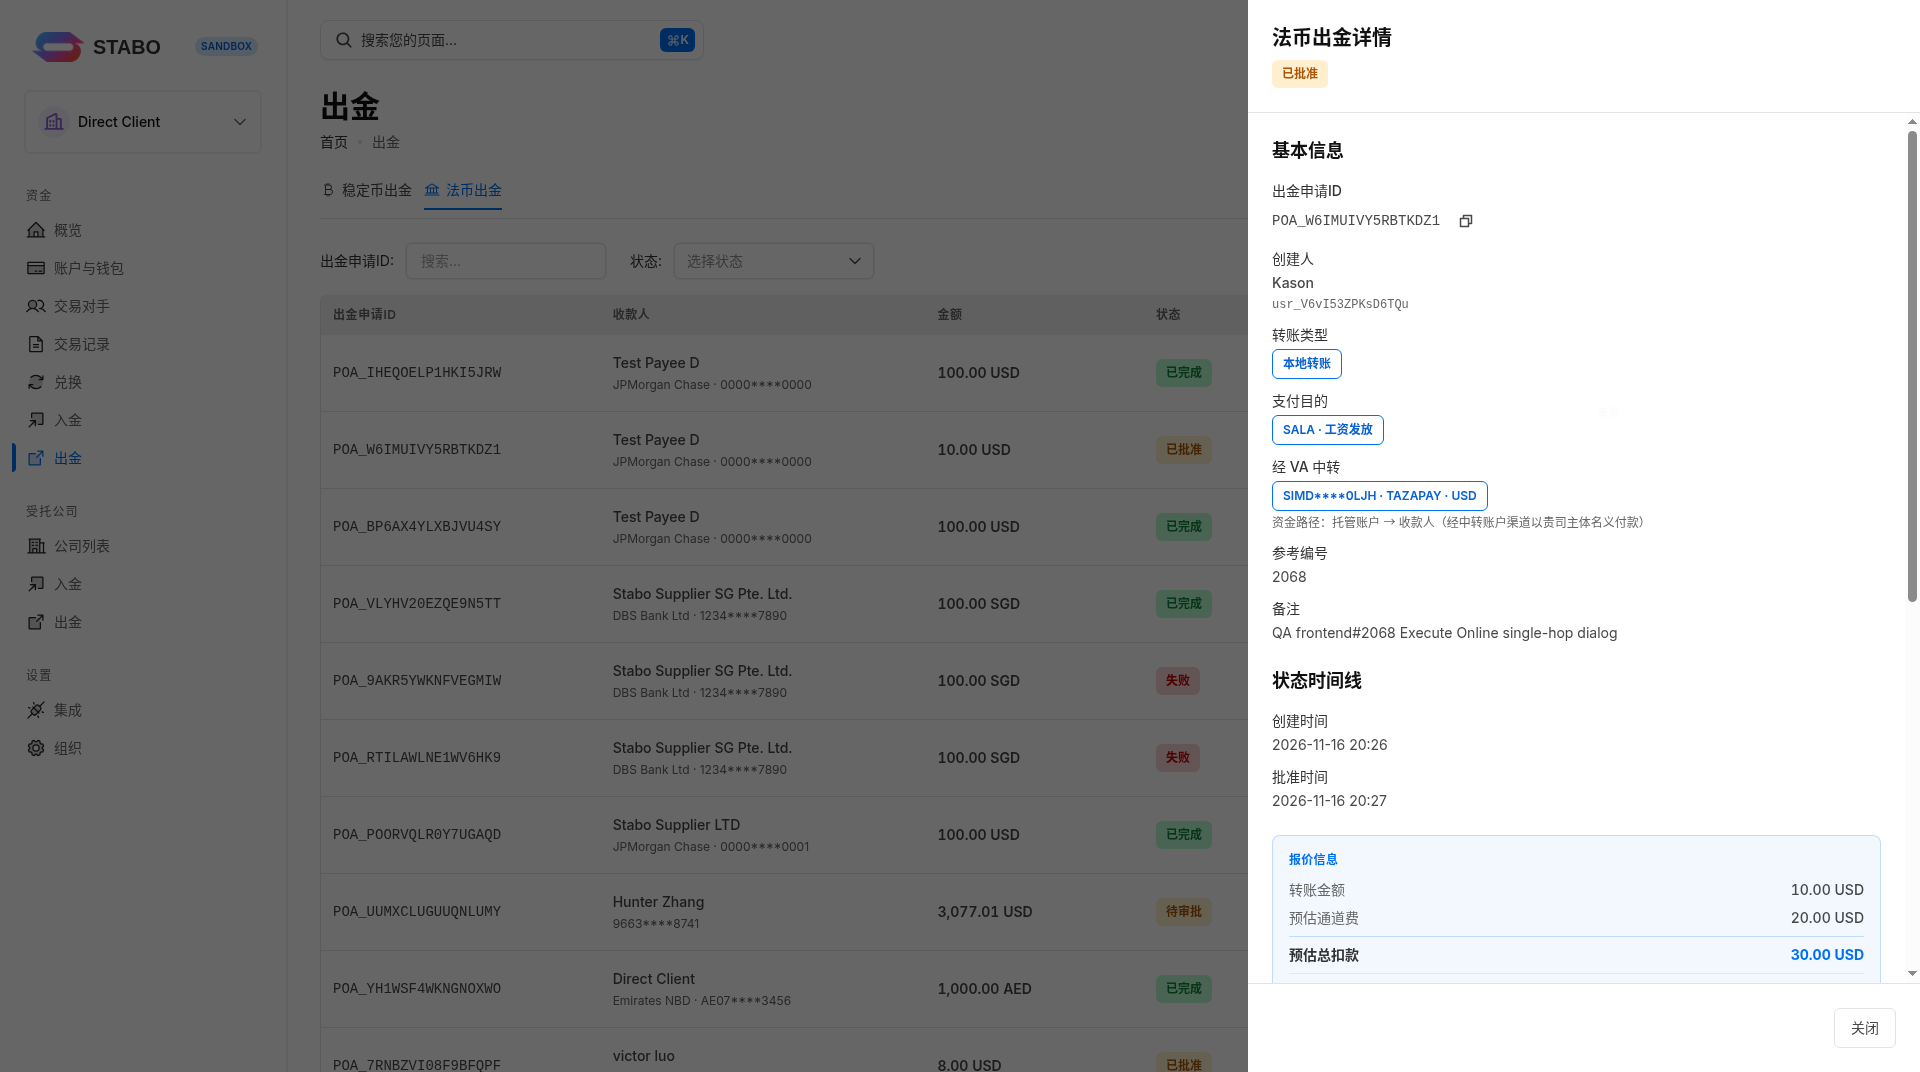 STABO
SANDBOX
Direct Client
资金
概览
账户与钱包
交易对手
交易记录
兑换
入金
出金
受托公司
公司列表
入金
出金
设置
集成
组织
搜索您的页面...
⌘K
出金
首页 • 出金
稳定币出金
法币出金
出金申请ID:
搜索...
状态:
选择状态
出金申请ID 收款人 金额 状态
POA_IHEQOELP1HKI5JRW Test Payee D 100.00 USD 已完成
JPMorgan Chase · 0000****0000
POA_W6IMUIVY5RBTKDZ1 Test Payee D 10.00 USD 已批准
JPMorgan Chase · 0000****0000
POA_BP6AX4YLXBJVU4SY Test Payee D 100.00 USD 已完成
JPMorgan Chase · 0000****0000
POA_VLYHV20EZQE9N5TT Stabo Supplier SG Pte. Ltd. 100.00 SGD 已完成
DBS Bank Ltd · 1234****7890
POA_9AKR5YWKNFVEGMIW Stabo Supplier SG Pte. Ltd. 100.00 SGD 失败
DBS Bank Ltd · 1234****7890
POA_RTILAWLNE1WV6HK9 Stabo Supplier SG Pte. Ltd. 100.00 SGD 失败
DBS Bank Ltd · 1234****7890
POA_POORVQLR0Y7UGAQD Stabo Supplier LTD 100.00 USD 已完成
JPMorgan Chase · 0000****0001
POA_UUMXCLUGUUQNLUMY Hunter Zhang 3,077.01 USD 待审批
9663****8741
POA_YH1WSF4WKNGNOXWO Direct Client 1,000.00 AED 已完成
Emirates NBD · AE07****3456
POA_7RNBZVI08F9BFQPF victor luo 8.00 USD 已批准
法币出金详情
已批准
基本信息
出金申请ID
POA_W6IMUIVY5RBTKDZ1
创建人
Kason
usr_V6vI53ZPKsD6TQu
转账类型
本地转账
支付目的
SALA · 工资发放
经 VA 中转
SIMD****0LJH · TAZAPAY · USD
资金路径：托管账户 → 收款人（经中转账户渠道以贵司主体名义付款）
参考编号
2068
备注
QA frontend#2068 Execute Online single-hop dialog
状态时间线
创建时间
2026-11-16 20:26
批准时间
2026-11-16 20:27
报价信息
转账金额 10.00 USD
预估通道费 20.00 USD
预估总扣款 30.00 USD
关闭